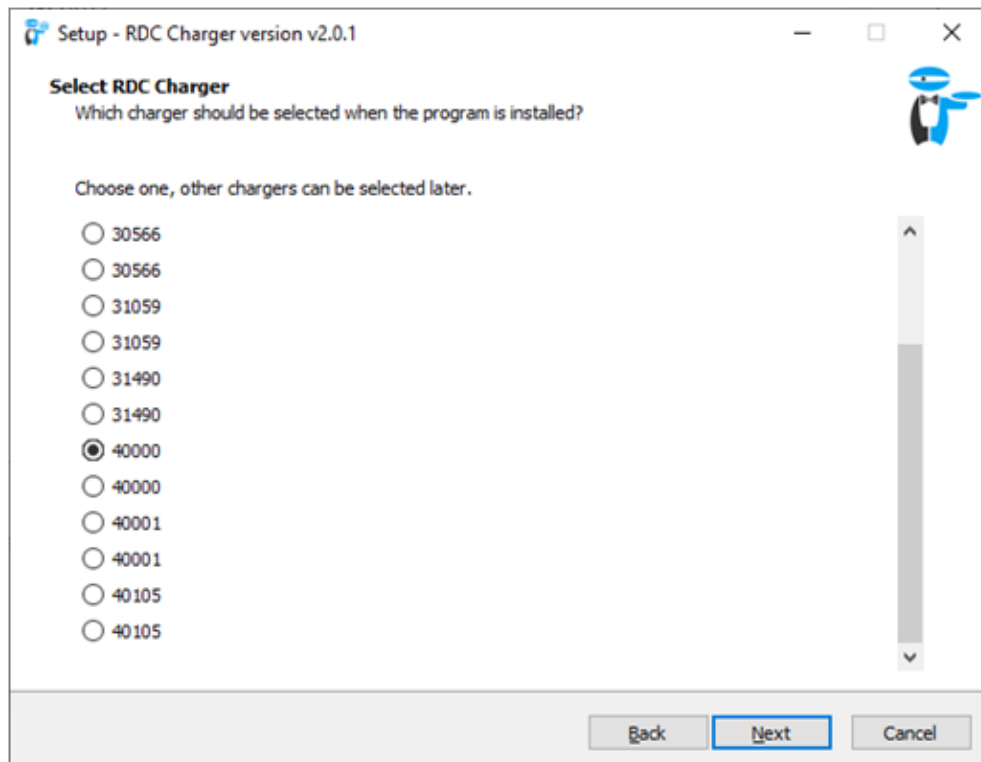 Setup - RDC Charger version v2.0.1
Select RDC Charger
Which charger should be selected when the program is installed?
Choose one, other chargers can be selected later.
30566
30566
31059
31059
31490
31490
40000
40000
40001
40001
40105
40105
Back Next Cancel